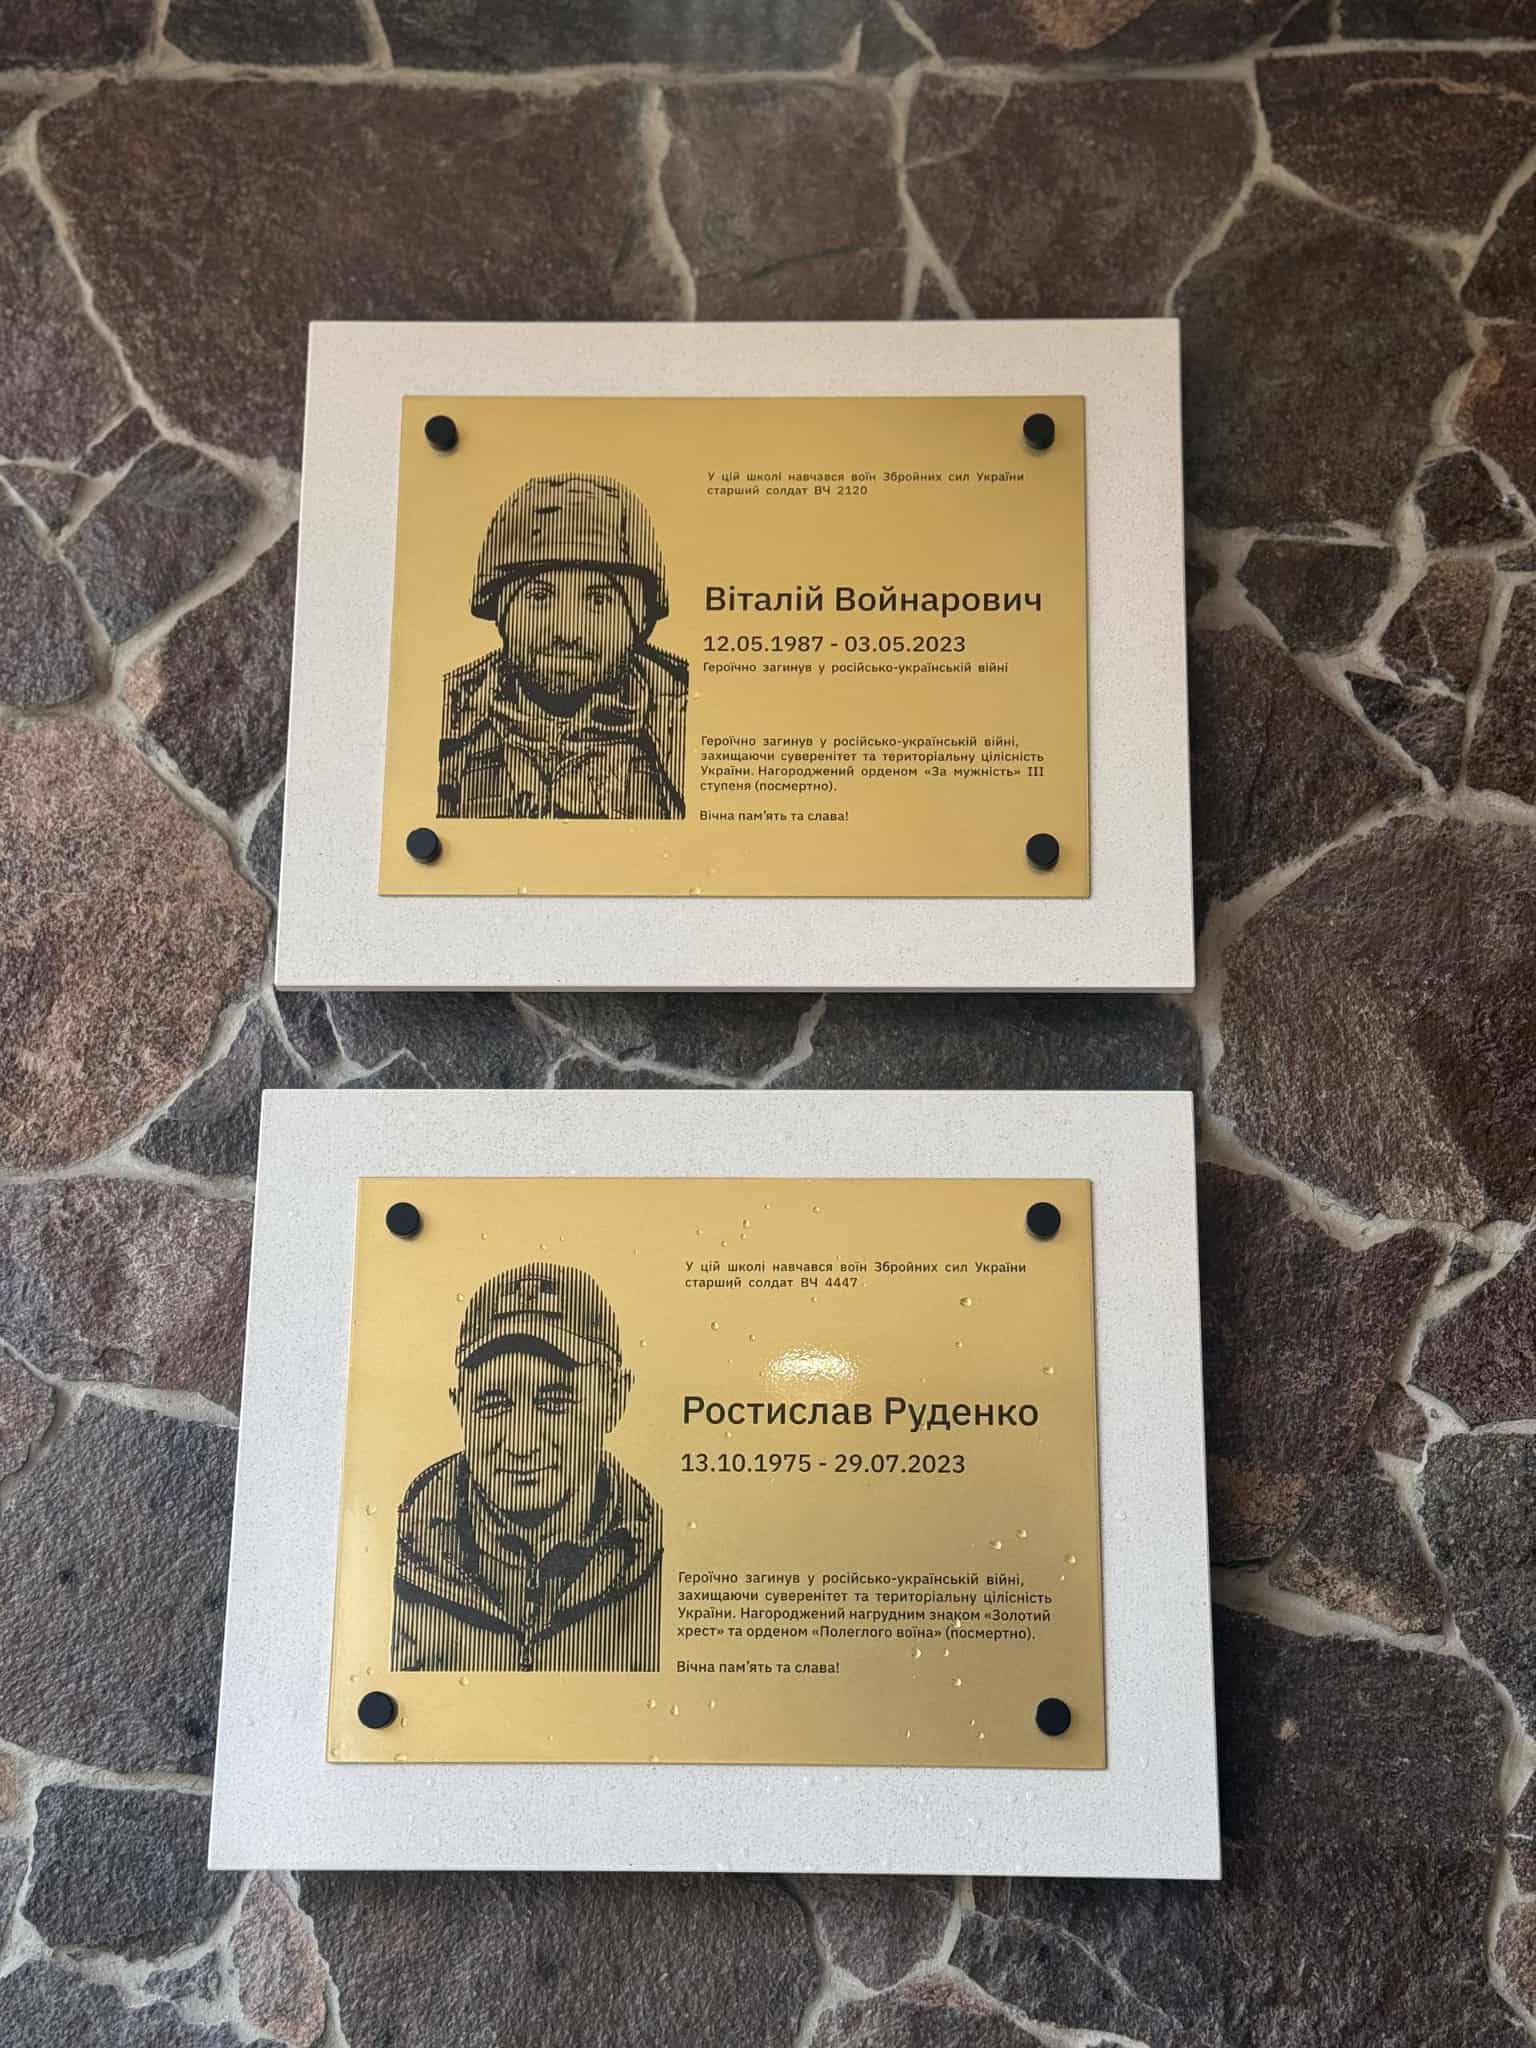 У цій школі навчався воїн Збройних сил України
старший солдат ВЧ 2120
Віталій Войнарович
12.05.1987 - 03.05.2023
Героїчно загинув у російсько-українській війні
Героїчно загинув у російсько-українській війні,
захищаючи суверенітет та територіальну цілісність
України. Нагороджений орденом «За мужність» III
ступеня (посмертно).
Вічна пам'ять та слава!
У цій школі навчався воїн Збройних сил України
старший солдат ВЧ 4447
Ростислав Руденко
13.10.1975 - 29.07.2023
Героїчно загинув у російсько-українській війні,
захищаючи суверенітет та територіальну цілісність
України. Нагороджений нагрудним знаком «Золотий
хрест» та орденом «Полеглого воїна» (посмертно).
Вічна пам'ять та слава!